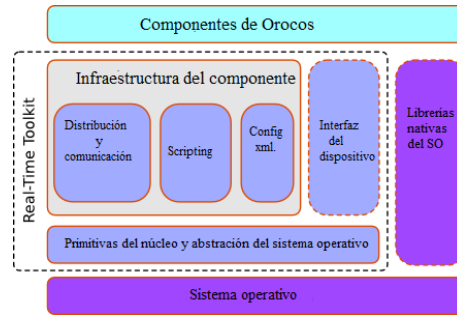 Componentes de Orocos
Real-Time Toolkit
Infraestructura del componente
Distribución
y
comunicación
Scripting
Config
xml.
Interfaz
del
dispositivo
Librerías
nativas
del SO
Primitivas del núcleo y abstración del sistema operativo
Sistema operativo